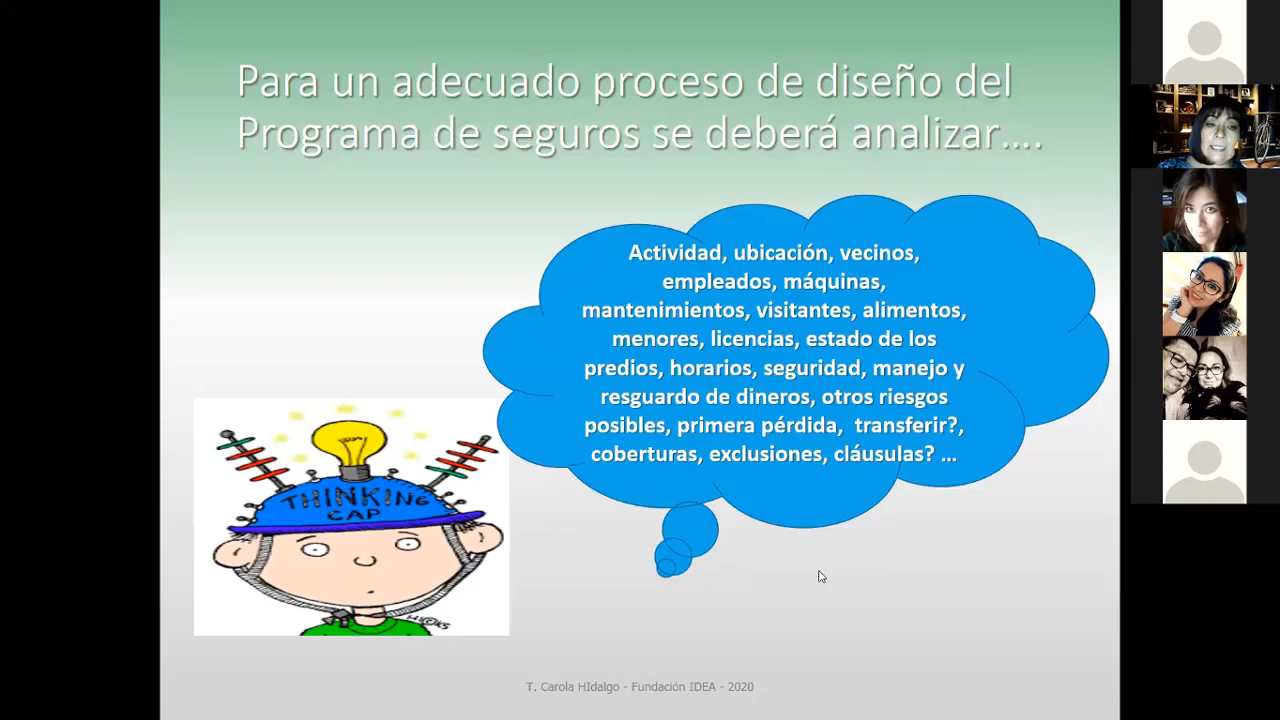 Para un adecuado proceso de diseño del
Programa de seguros se deberá analizar....
Actividad, ubicación, vecinos,
empleados, máquinas,
mantenimientos, visitantes, alimentos,
menores, licencias, estado de los
predios, horarios, seguridad, manejo y
resguardo de dineros, otros riesgos
posibles, primera pérdida, transferir?,
coberturas, exclusiones, cláusulas? ...
THINKING
CAP
T. Carola HIdalgo - Fundación IDEA - 2020